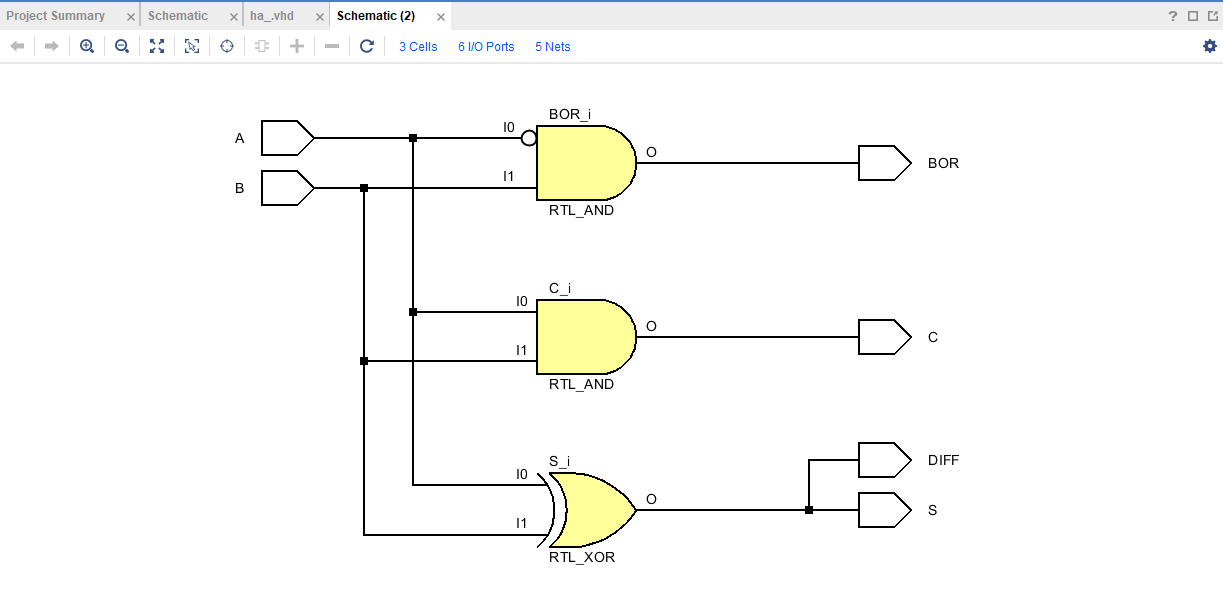 Project Summary
Schematic
ha_.vhd
Schematic (2)
3 Cells
6 I/O Ports
5 Nets
BOR_i
A
I0
O
BOR
B
I1
RTL_AND
C_i
I0
O
C
I1
RTL_AND
S_i
DIFF
I0
O
S
I1
RTL_XOR